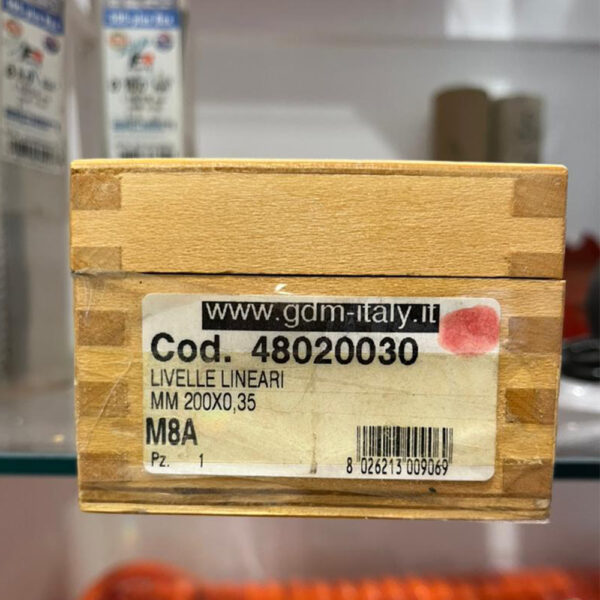 www.gdm-italy.it
Cod. 48020030
LIVELLE LINEARI
MM 200X0,35
M8A
Pz. 1
8 026213 009069